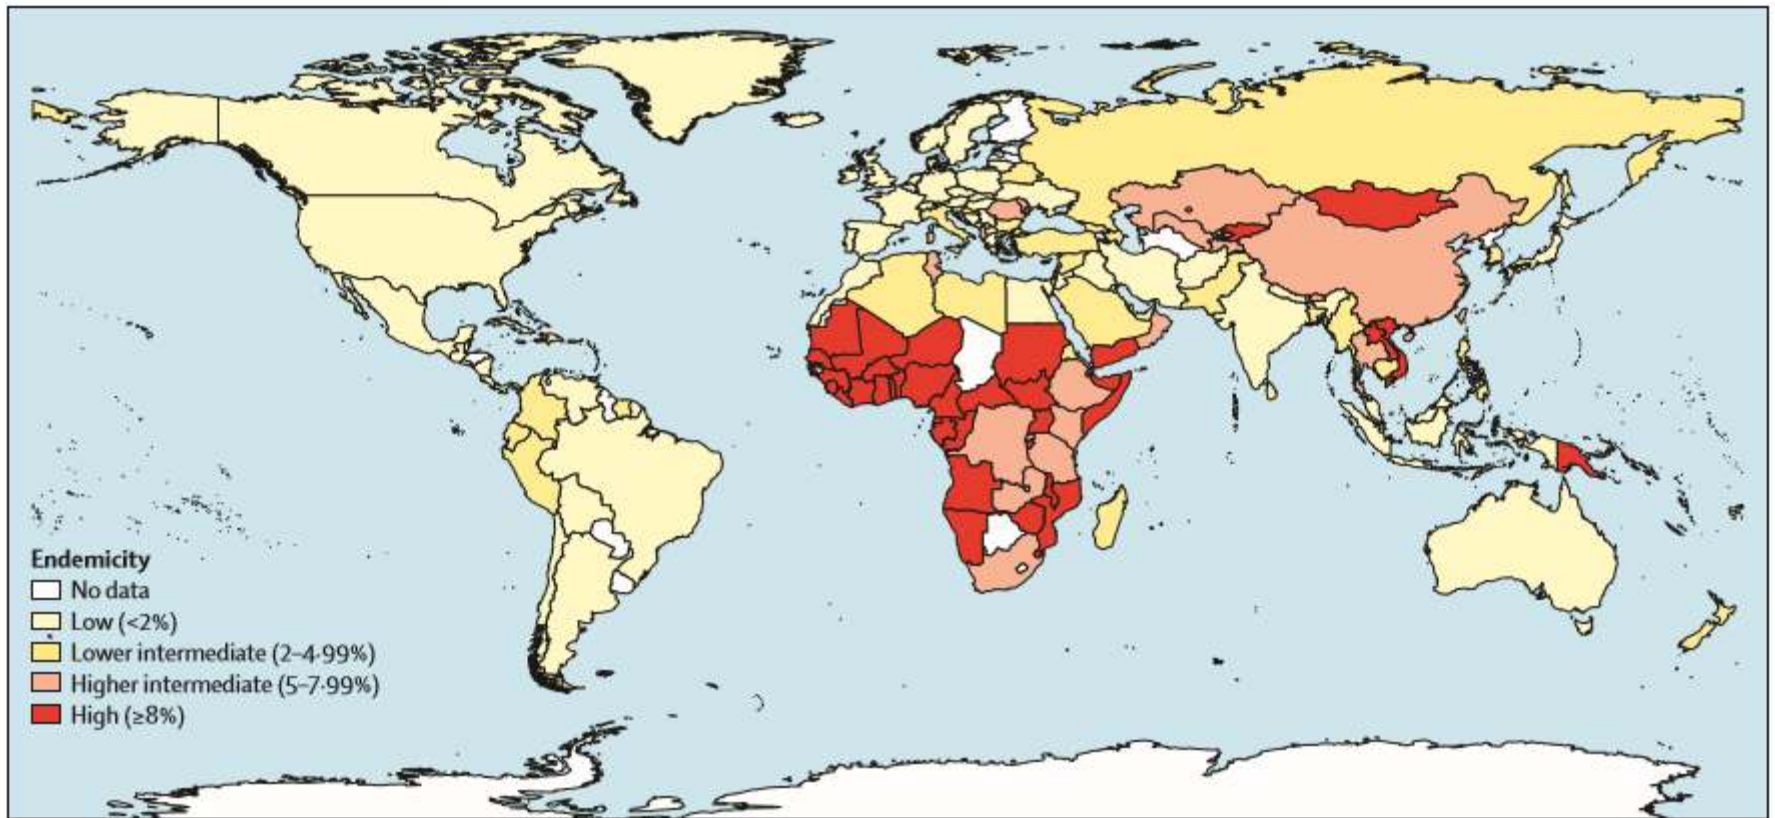 Endemicity
No data
Low (<2%)
Lower intermediate (2–4·99%)
Higher intermediate (5–7·99%)
High (≥8%)